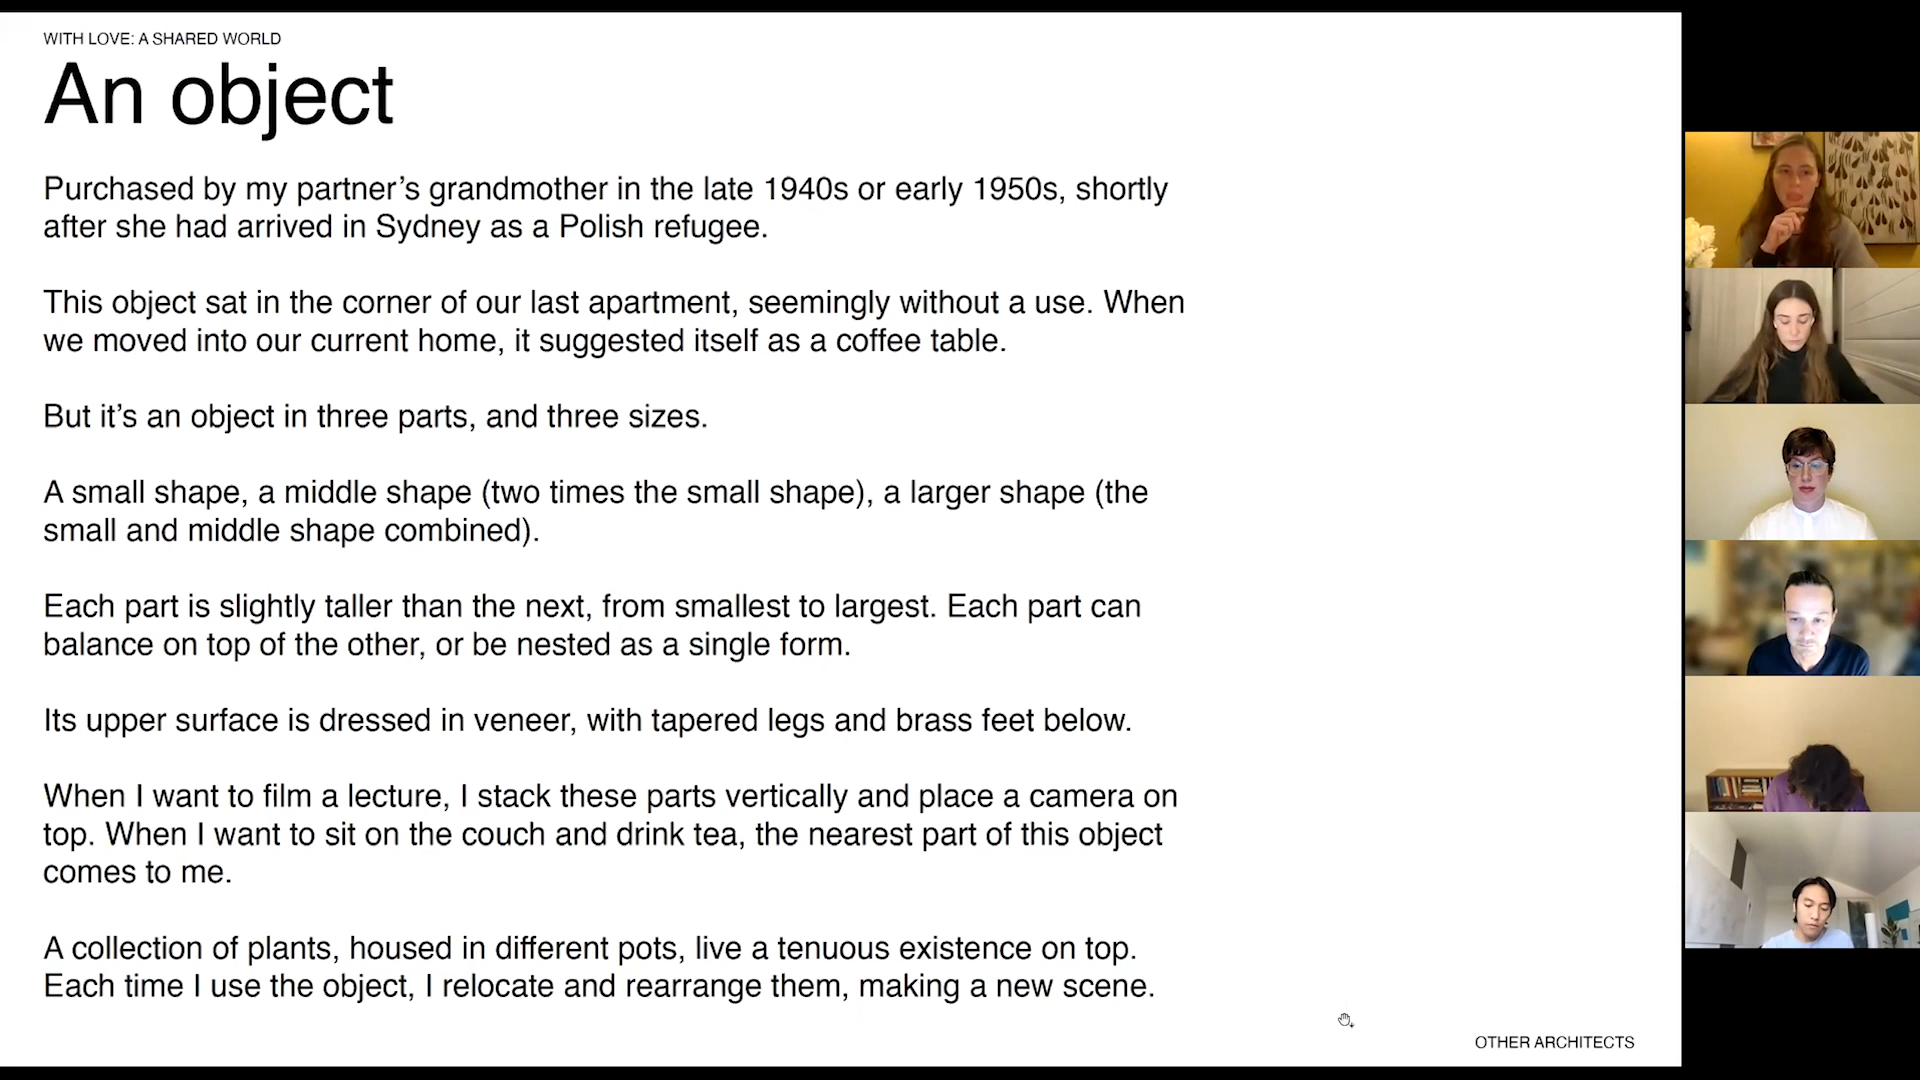 WITH LOVE: A SHARED WORLD
An object
Purchased by my partner’s grandmother in the late 1940s or early 1950s, shortly
after she had arrived in Sydney as a Polish refugee.
This object sat in the corner of our last apartment, seemingly without a use. When
we moved into our current home, it suggested itself as a coffee table.
But it’s an object in three parts, and three sizes.
A small shape, a middle shape (two times the small shape), a larger shape (the
small and middle shape combined).
Each part is slightly taller than the next, from smallest to largest. Each part can
balance on top of the other, or be nested as a single form.
Its upper surface is dressed in veneer, with tapered legs and brass feet below.
When I want to film a lecture, I stack these parts vertically and place a camera on
top. When I want to sit on the couch and drink tea, the nearest part of this object
comes to me.
A collection of plants, housed in different pots, live a tenuous existence on top.
Each time I use the object, I relocate and rearrange them, making a new scene.
OTHER ARCHITECTS